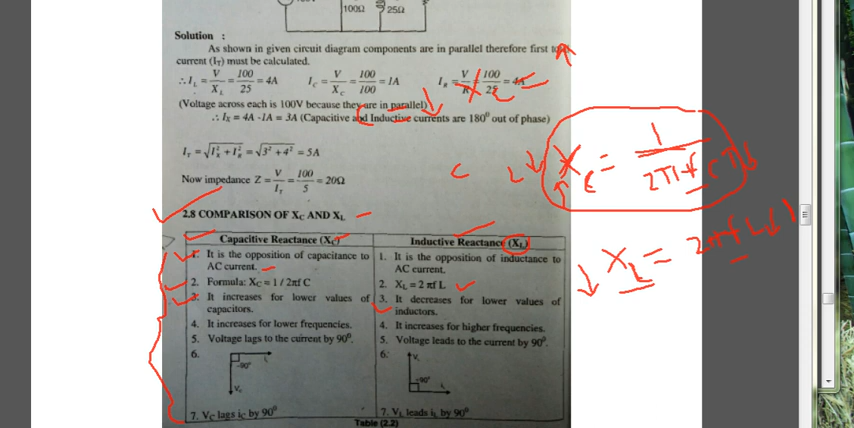 100Ω 25Ω
Solution :
As shown in given circuit diagram components are in parallel therefore first
current (I_T) must be calculated.
∴ I_L = V/X_L = 100/25 = 4A I_C = V/X_C = 100/100 = 1A I_R = V/R = 100/25 = 4A
(Voltage across each is 100V because they are in parallel)
∴ I_X = 4A -1A = 3A (Capacitive and Inductive currents are 180⁰ out of phase)
I_T = √(I_X² + I_R²) = √(3² + 4²) = 5A
Now impedance Z = V/I_T = 100/5 = 20Ω
2.8 COMPARISON OF X_C AND X_L
Capacitive Reactance (X_C)
1. It is the opposition of capacitance to
AC current.
2. Formula: X_C = 1 / 2πf C
3. It increases for lower values of
capacitors.
4. It increases for lower frequencies.
5. Voltage lags to the current by 90⁰.
6.
-90⁰
V_C
7. V_C lags i_C by 90⁰
Inductive Reactance (X_L)
1. It is the opposition of inductance to
AC current.
2. X_L = 2 πf L
3. It decreases for lower values of
inductors.
4. It increases for higher frequencies.
5. Voltage leads to the current by 90⁰.
6.
V_L
+90⁰
7. V_L leads i_L by 90⁰
Table (2.2)
X_C = 1 / 2πfC
X_L = 2πfL